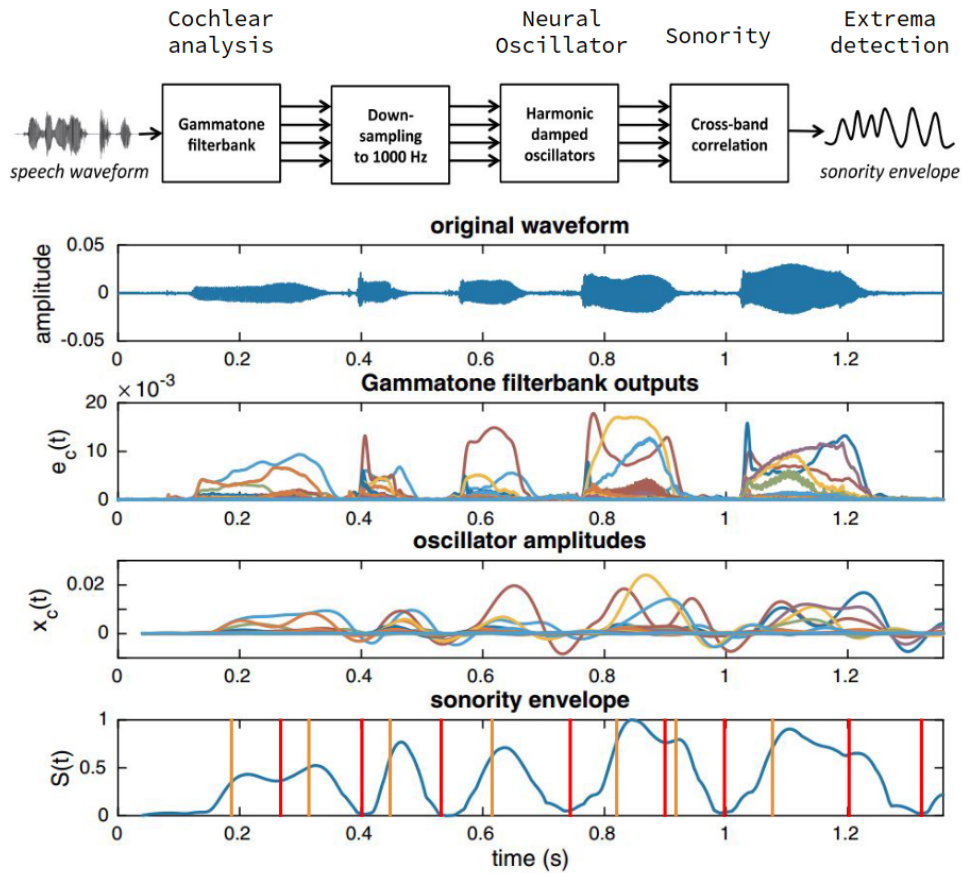 Cochlear
analysis
Neural
Oscillator
Sonority
Extrema
detection
speech waveform
Gammatone
filterbank
Down-
sampling
to 1000 Hz
Harmonic
damped
oscillators
Cross-band
correlation
sonority envelope
original waveform
amplitude
0.05
0
-0.05
0 0.2 0.4 0.6 0.8 1 1.2
Gammatone filterbank outputs
× 10⁻³
e_c(t)
20
10
0
0 0.2 0.4 0.6 0.8 1 1.2
oscillator amplitudes
x_c(t)
0.02
0
0 0.2 0.4 0.6 0.8 1 1.2
sonority envelope
S(t)
1
0.5
0
0 0.2 0.4 0.6 0.8 1 1.2
time (s)